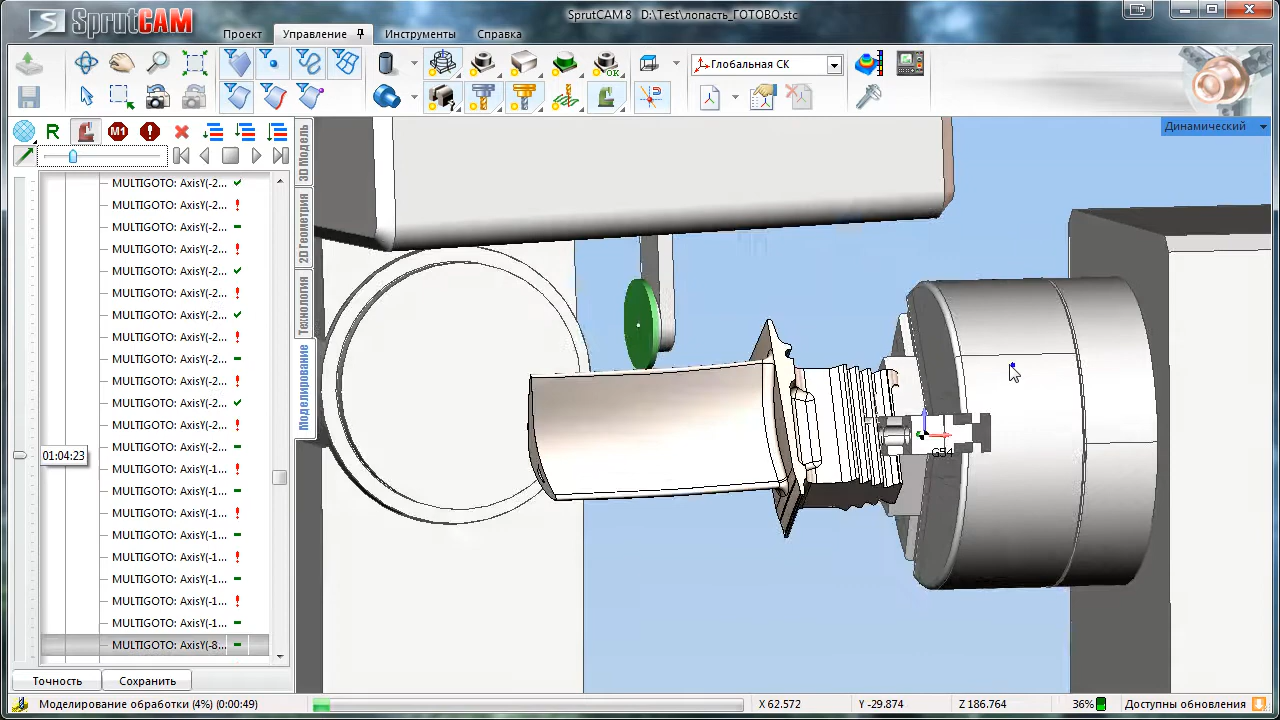 SprutCAM
SprutCAM 8 D:\Test\лопасть_ГОТОВО.stc
Проект Управление Инструменты Справка
OK
Глобальная СК
R M1
Динамический
3D Модель
2D Геометрия
Технология
Моделирование
MULTIGOTO: AxisY(-2...
MULTIGOTO: AxisY(-2...
MULTIGOTO: AxisY(-2...
MULTIGOTO: AxisY(-2...
MULTIGOTO: AxisY(-2...
MULTIGOTO: AxisY(-2...
MULTIGOTO: AxisY(-2...
MULTIGOTO: AxisY(-2...
MULTIGOTO: AxisY(-2...
MULTIGOTO: AxisY(-2...
MULTIGOTO: AxisY(-2...
MULTIGOTO: AxisY(-2...
MULTIGOTO: AxisY(-2...
01:04:23
MULTIGOTO: AxisY(-1...
MULTIGOTO: AxisY(-1...
MULTIGOTO: AxisY(-1...
MULTIGOTO: AxisY(-1...
MULTIGOTO: AxisY(-1...
MULTIGOTO: AxisY(-1...
MULTIGOTO: AxisY(-1...
MULTIGOTO: AxisY(-1...
MULTIGOTO: AxisY(-8...
G54
Точность Сохранить
Моделирование обработки (4%) (0:00:49) X 62.572 Y -29.874 Z 186.764 36% Доступны обновления